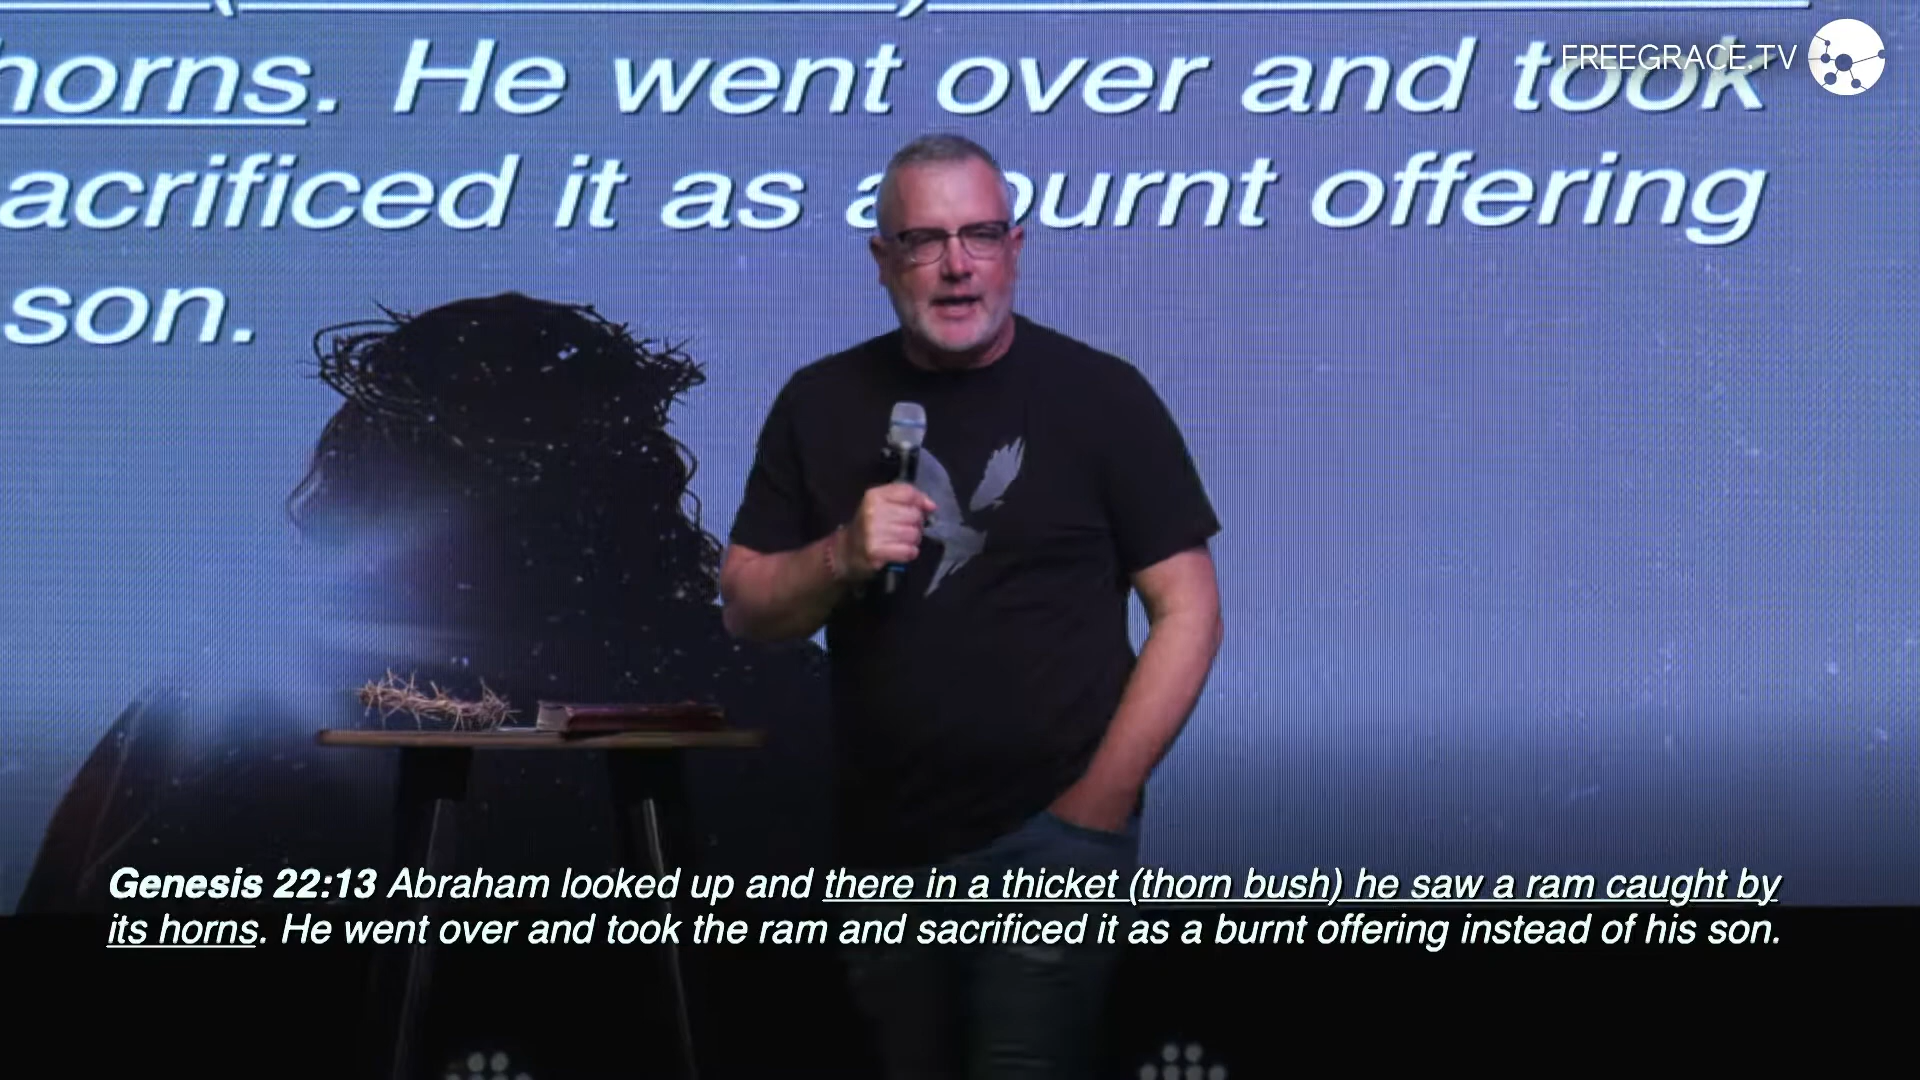 FREEGRACE.TV
horns. He went over and took
acrificed it as a burnt offering
son.
Genesis 22:13 Abraham looked up and there in a thicket (thorn bush) he saw a ram caught by
its horns. He went over and took the ram and sacrificed it as a burnt offering instead of his son.